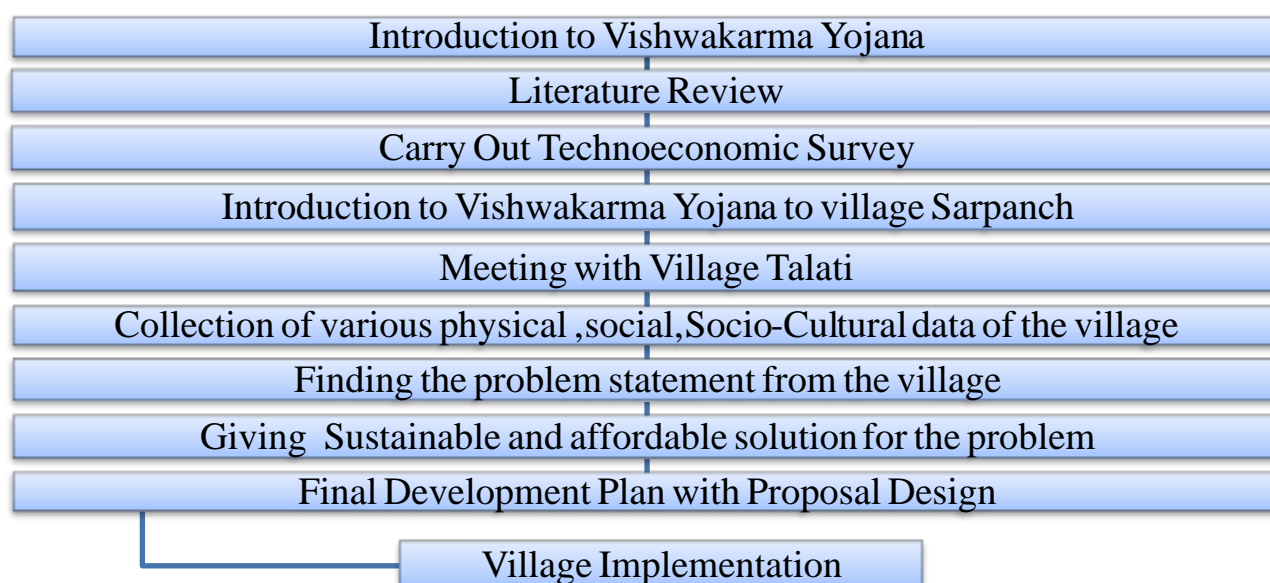 Introduction to Vishwakarma Yojana
Literature Review
Carry Out Technoeconomic Survey
Introduction to Vishwakarma Yojana to village Sarpanch
Meeting with Village Talati
Collection of various physical ,social,Socio-Cultural data of the village
Finding the problem statement from the village
Giving Sustainable and affordable solution for the problem
Final Development Plan with Proposal Design
Village Implementation